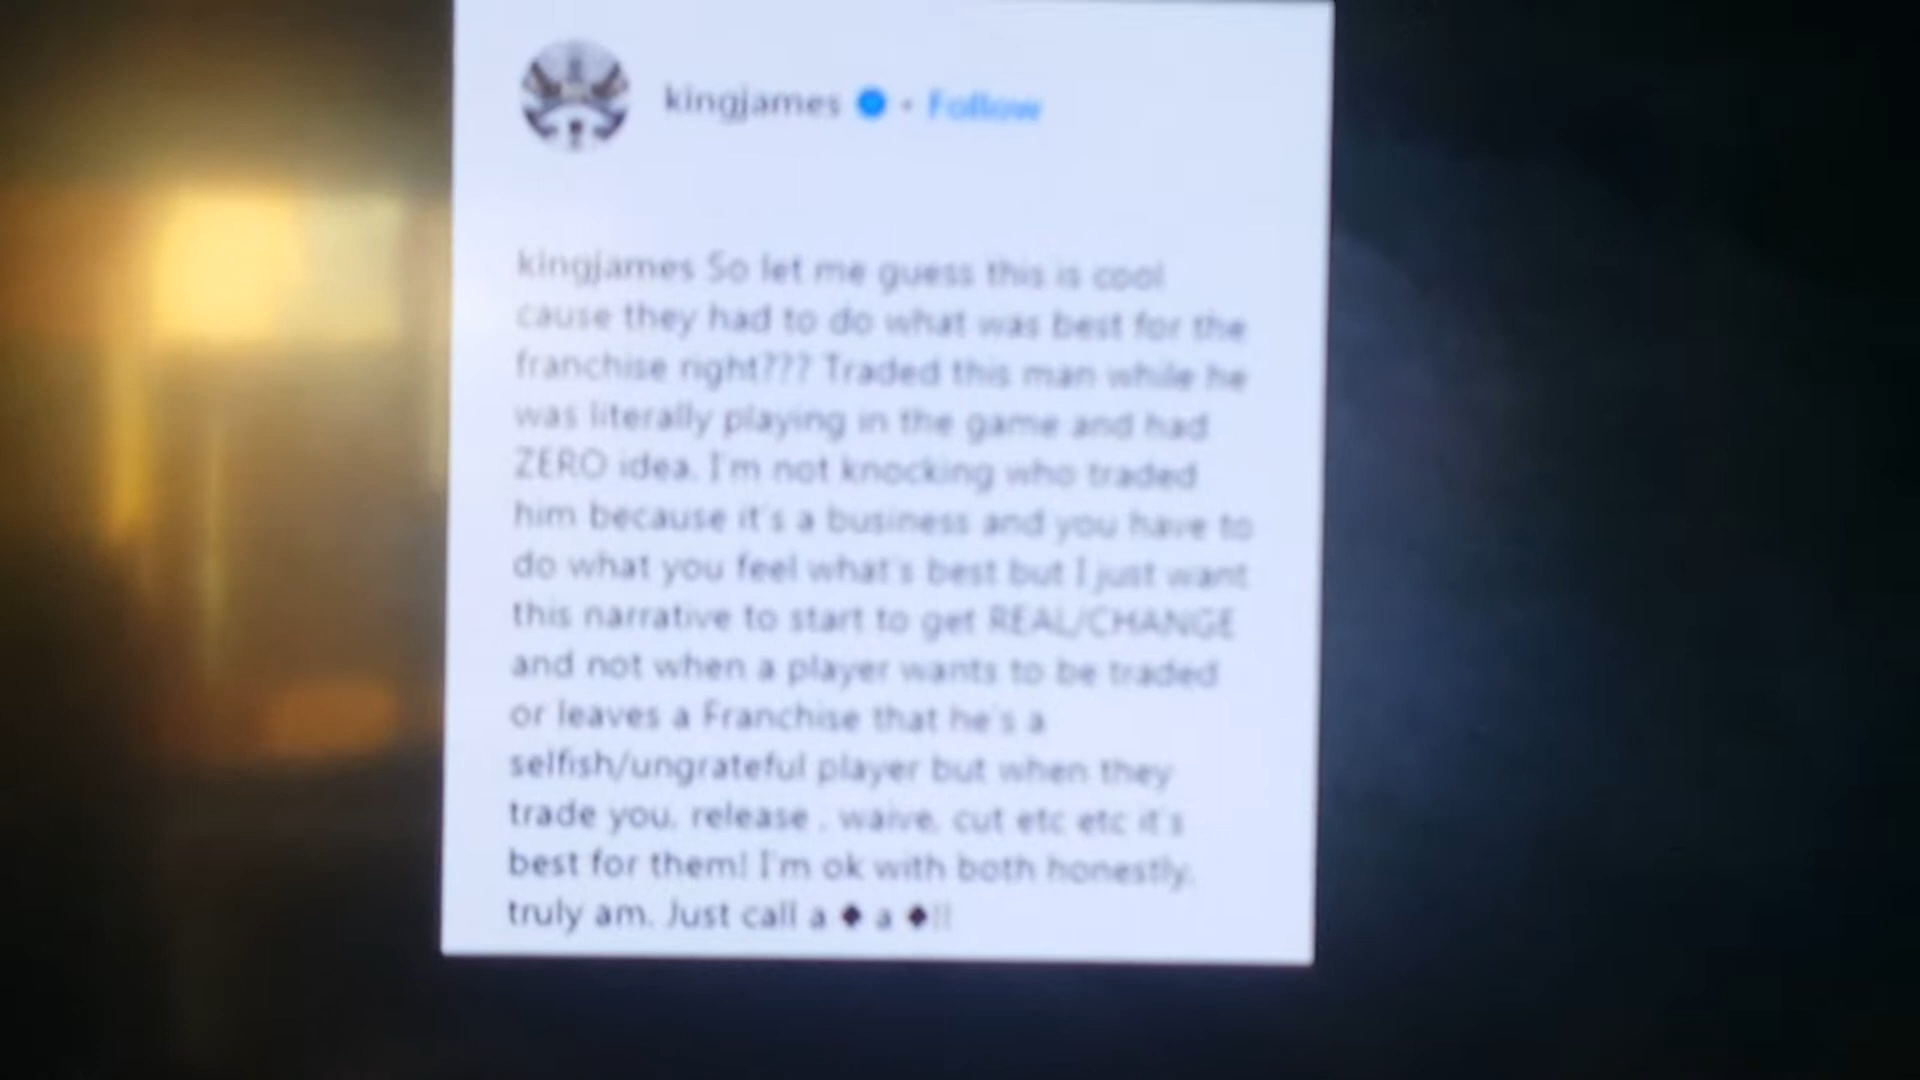 kingjames • Follow
kingjames So let me guess this is cool
cause they had to do what was best for the
franchise right??? Traded this man while he
was literally playing in the game and had
ZERO idea. I'm not knocking who traded
him because it's a business and you have to
do what you feel what's best but I just want
this narrative to start to get REAL/CHANGE
and not when a player wants to be traded
or leaves a Franchise that he's a
selfish/ungrateful player but when they
trade you, release , waive, cut etc etc it's
best for them! I'm ok with both honestly,
truly am. Just call a ♠ a ♠!!